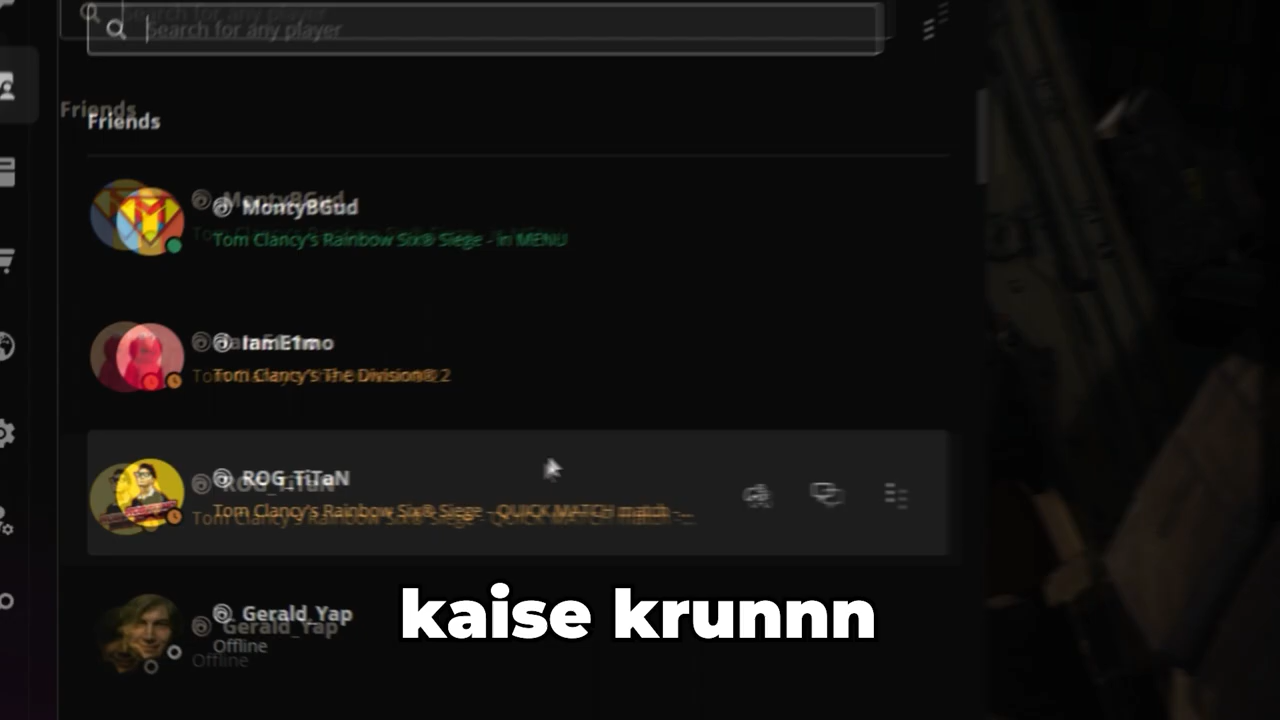 Search for any player
Friends
MontyBGud
Tom Clancy's Rainbow Six® Siege - in MENU
IamE1mo
Tom Clancy's The Division® 2
ROG_TiTaN
Tom Clancy's Rainbow Six® Siege - QUICK MATCH match -...
Gerald_Yap
Offline
kaise krunnn